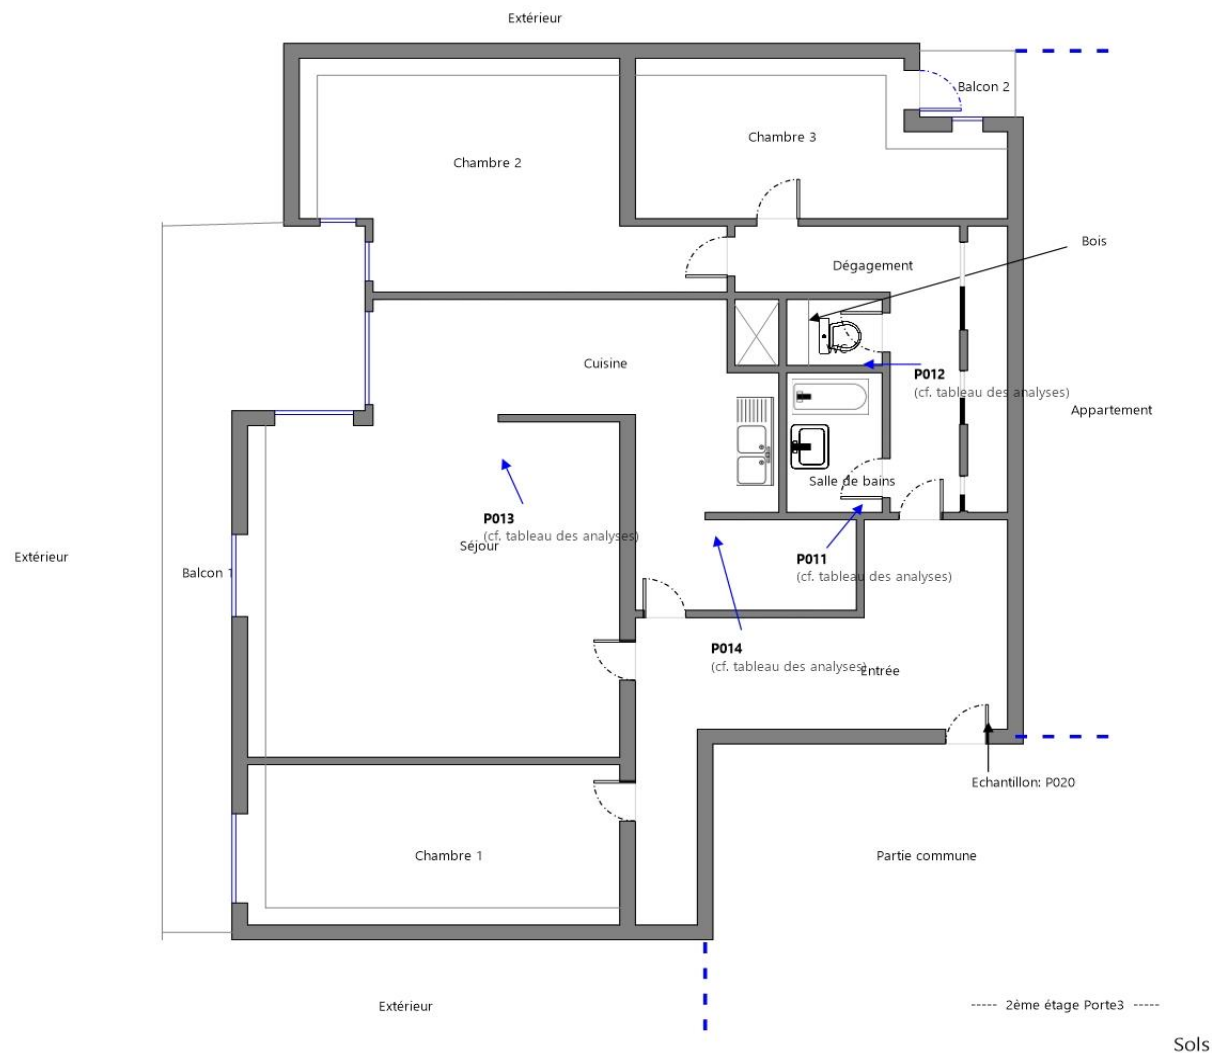 Extérieur
Balcon 2
Chambre 3
Chambre 2
Bois
Dégagement
Cuisine
P012
(cf. tableau des analyses)
Appartement
Salle de bains
P013
(cf. tableau des analyses)
Séjour
Extérieur
P011
(cf. tableau des analyses)
Balcon 1
P014
(cf. tableau des analyses)
Entrée
Echantillon: P020
Chambre 1
Partie commune
Extérieur
----- 2ème étage Porte3 -----
Sols